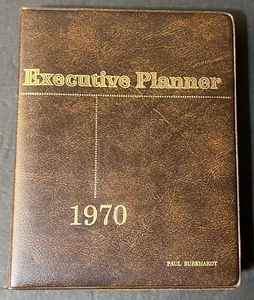 Executive Planner
1970
PAUL BURKHARDT